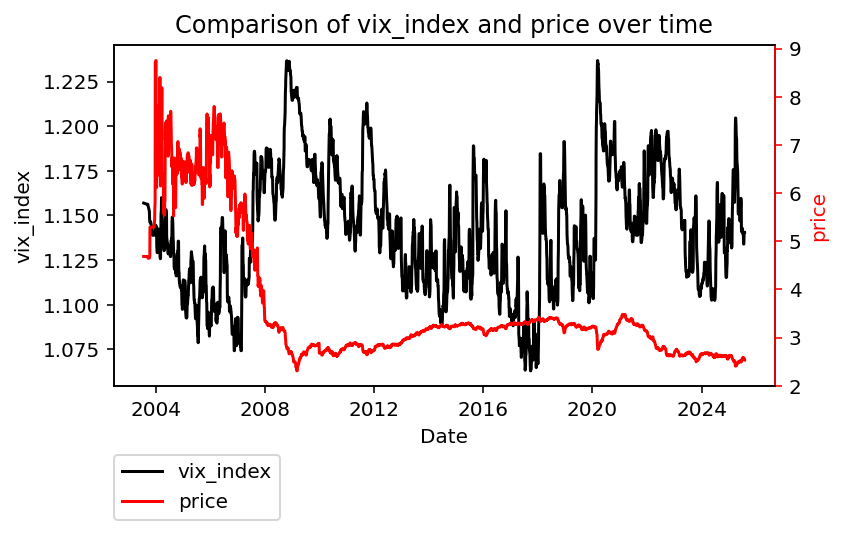 Comparison of vix_index and price over time
vix_index
1.225
1.200
1.175
1.150
1.125
1.100
1.075
9
8
7
6
5
4
3
2
price
2004 2008 2012 2016 2020 2024
Date
vix_index
price